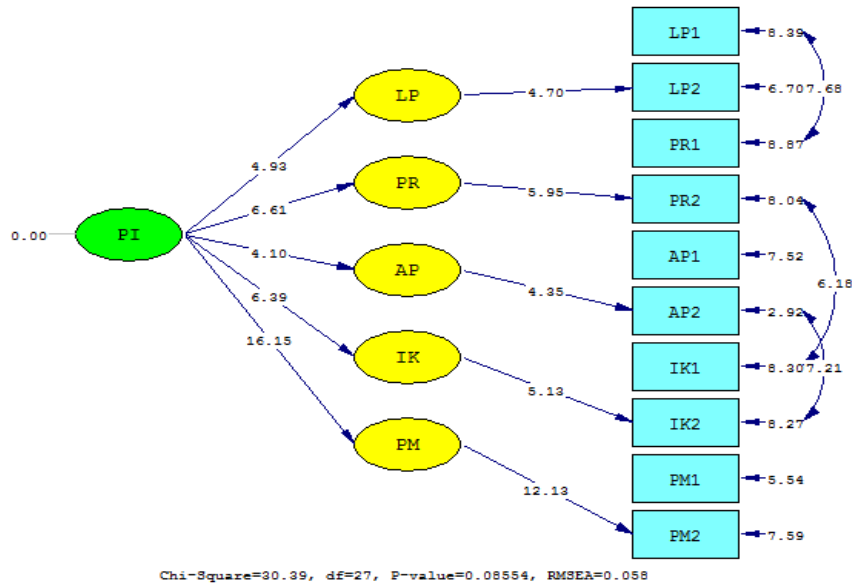 LP1
8.39
LP
4.70
LP2
6.70
7.68
4.93
PR1
8.87
PR
5.95
PR2
8.04
6.61
0.00
PI
4.10
AP1
7.52
AP
4.35
AP2
2.92
6.18
6.39
16.15
IK
5.13
IK1
8.30
7.21
IK2
8.27
PM
12.13
PM1
5.54
PM2
7.59
Chi-Square=30.39, df=27, P-value=0.08554, RMSEA=0.058